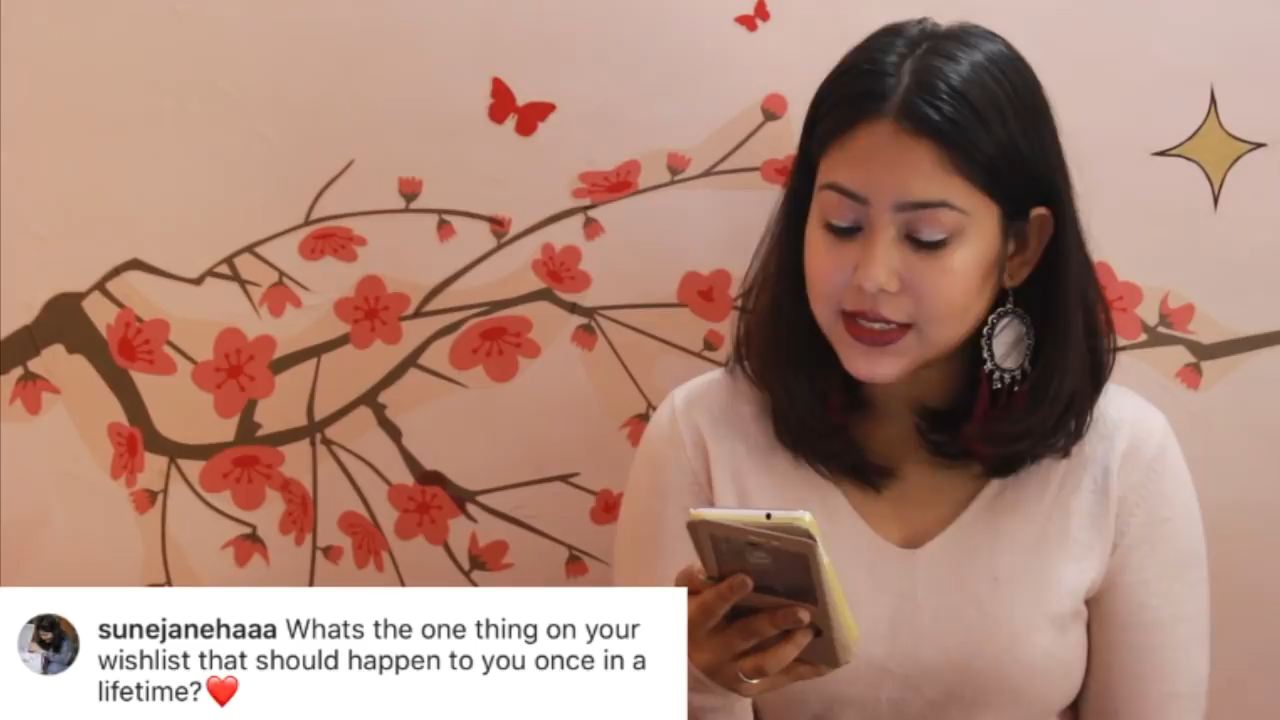 sunejanehaaa Whats the one thing on your
wishlist that should happen to you once in a
lifetime?❤️